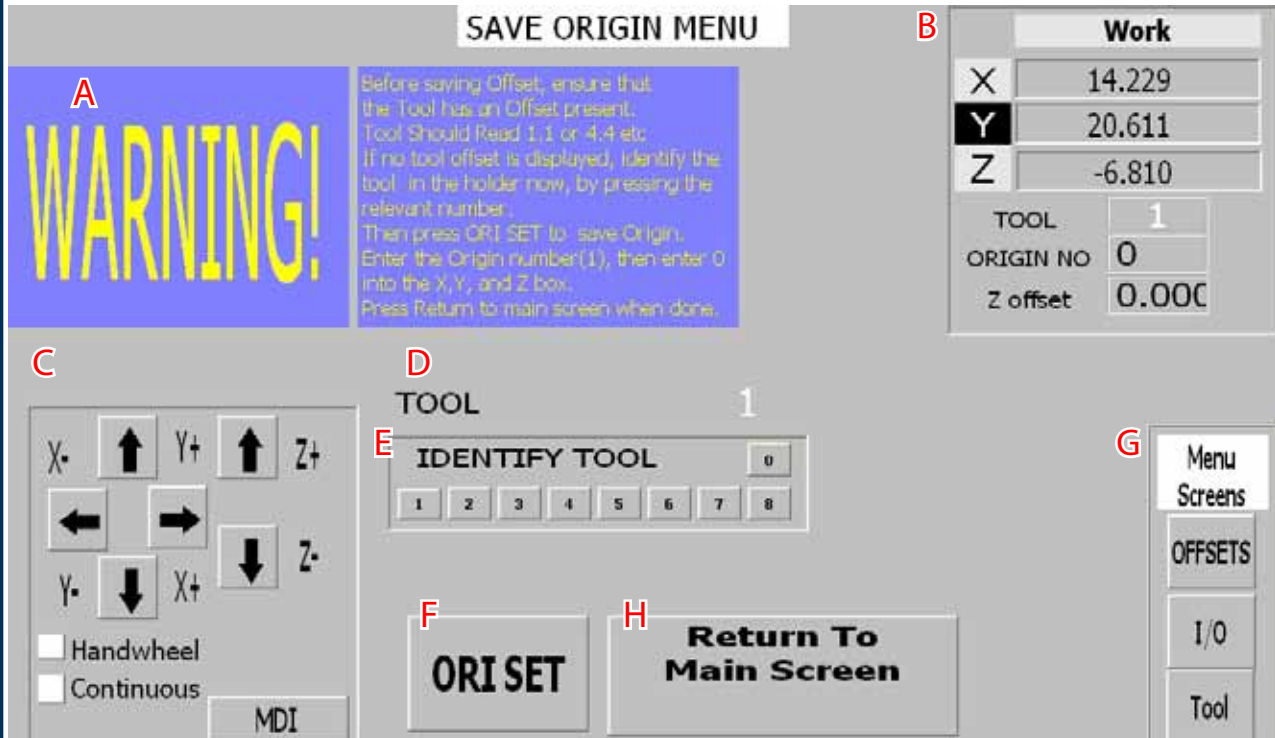 SAVE ORIGIN MENU
A
WARNING!
Before saving Offset, ensure that
the Tool has an Offset present.
Tool Should Read 1.1 or 4.4 etc
If no tool offset is displayed, identify the
tool in the holder now, by pressing the
relevant number.
Then press ORI SET to save Origin.
Enter the Origin number(1), then enter 0
into the X,Y, and Z box.
Press Return to main screen when done.
B
Work
X 14.229
Y 20.611
Z -6.810
TOOL 1
ORIGIN NO 0
Z offset 0.000
C
X- Y+ Z+
Y- X+ Z-
Handwheel
Continuous
MDI
D
TOOL 1
E
IDENTIFY TOOL 0
1 2 3 4 5 6 7 8
F
ORI SET
H
Return To
Main Screen
G
Menu
Screens
OFFSETS
I/O
Tool